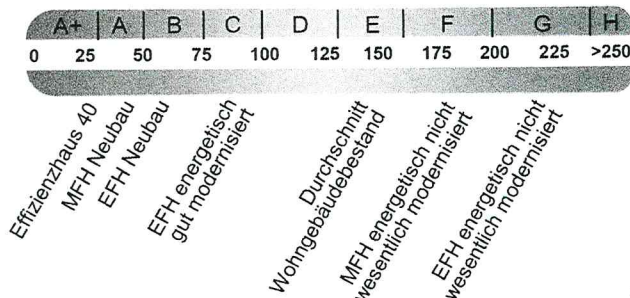 A+ A B C D E F G H
0 25 50 75 100 125 150 175 200 225 >250
Effizienzhaus 40
MFH Neubau
EFH Neubau
EFH energetisch
gut modernisiert
Durchschnitt
Wohngebäudebestand
MFH energetisch nicht
wesentlich modernisiert
EFH energetisch nicht
wesentlich modernisiert